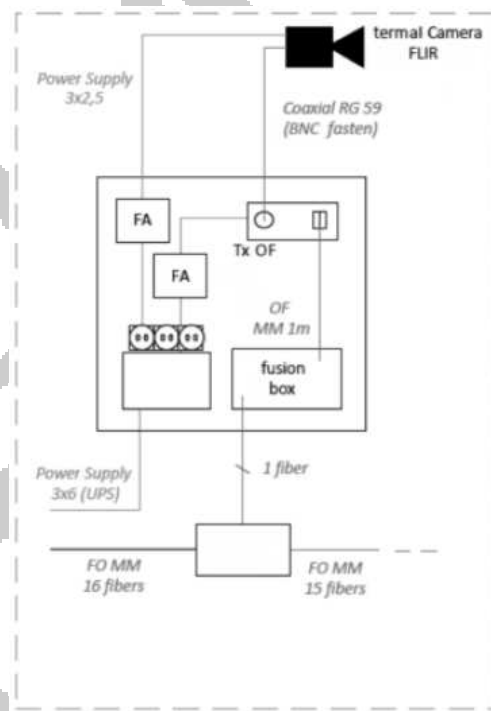 termal Camera
FLIR
Power Supply
3x2,5
Coaxial RG 59
(BNC fasten)
FA
Tx OF
FA
OF
MM 1m
fusion
box
Power Supply
3x6 (UPS)
1 fiber
FO MM
16 fibers
FO MM
15 fibers